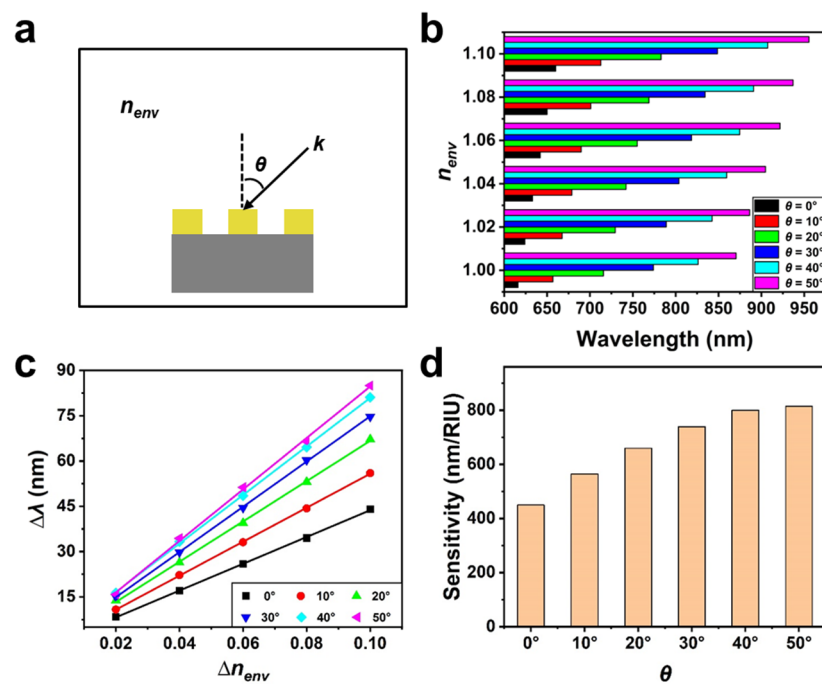 a
n_env
θ
k
b
n_env
1.10
1.08
1.06
1.04
1.02
1.00
θ = 0°
θ = 10°
θ = 20°
θ = 30°
θ = 40°
θ = 50°
600 650 700 750 800 850 900 950
Wavelength (nm)
c
Δλ (nm)
90
75
60
45
30
15
0° 10° 20°
30° 40° 50°
0.02 0.04 0.06 0.08 0.10
Δn_env
d
Sensitivity (nm/RIU)
800
600
400
200
0
0° 10° 20° 30° 40° 50°
θ